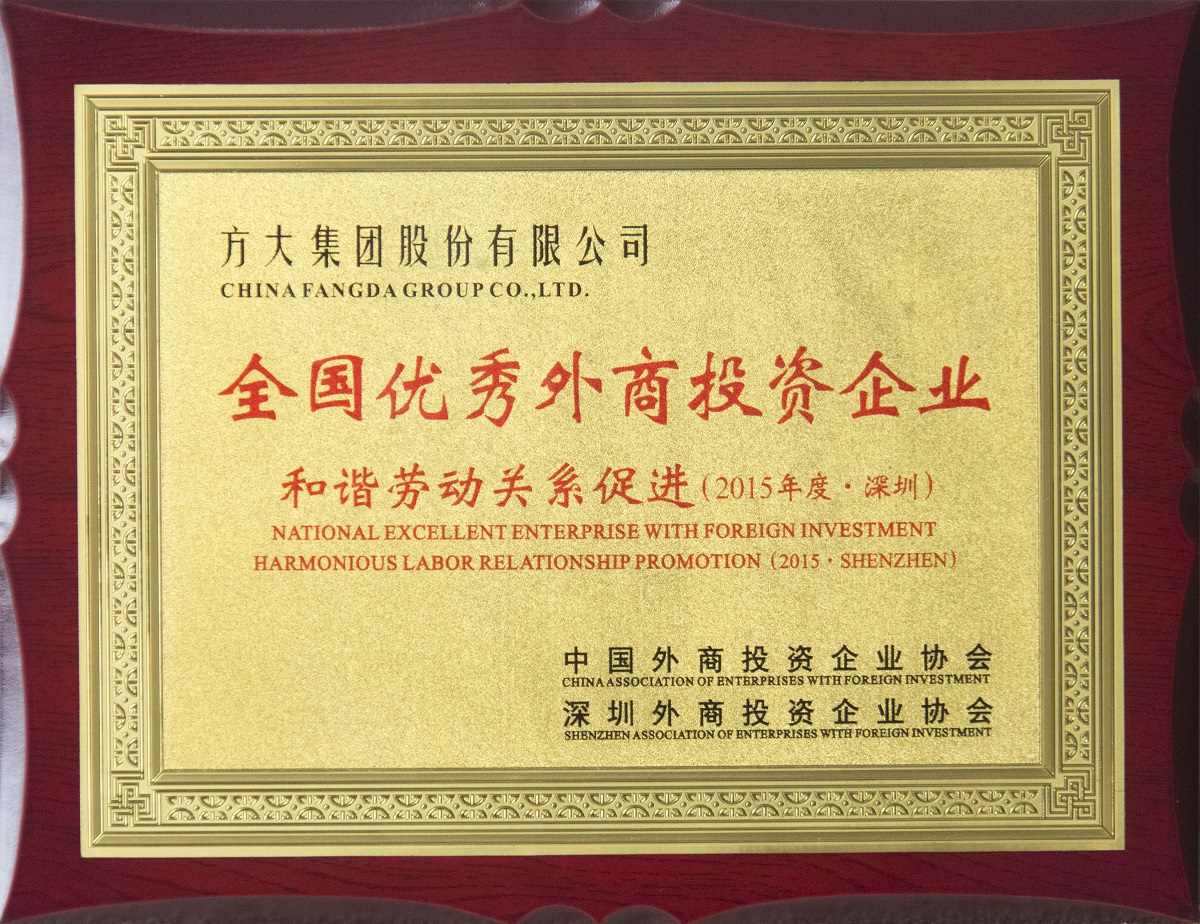 方大集团股份有限公司
CHINA FANGDA GROUP CO.,LTD.
全国优秀外商投资企业
和谐劳动关系促进(2015年度·深圳)
NATIONAL EXCELLENT ENTERPRISE WITH FOREIGN INVESTMENT
HARMONIOUS LABOR RELATIONSHIP PROMOTION (2015·SHENZHEN)
中国外商投资企业协会
CHINA ASSOCIATION OF ENTERPRISES WITH FOREIGN INVESTMENT
深圳外商投资企业协会
SHENZHEN ASSOCIATION OF ENTERPRISES WITH FOREIGN INVESTMENT